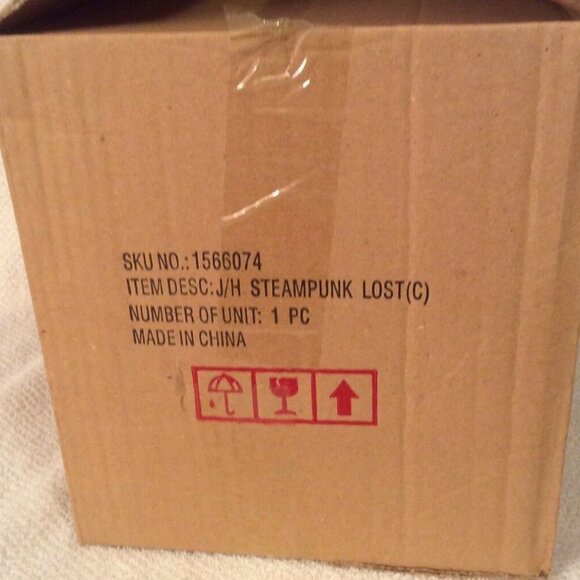 SKU NO.: 1566074
ITEM DESC: J/H STEAMPUNK LOST(C)
NUMBER OF UNIT: 1 PC
MADE IN CHINA